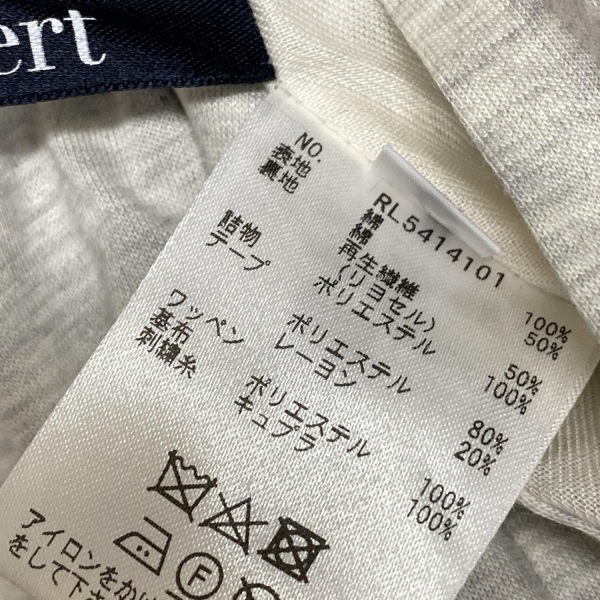 ert
NO. RL5414101
表地 綿 100%
裏地 綿 50%
再生繊維
(リヨセル) 50%
詰物 ポリエステル 100%
テープ ポリエステル 80%
レーヨン 20%
ワッペン
基布 ポリエステル 100%
刺繍糸 キュプラ 100%
F
アイロンをかけ
をして下さ